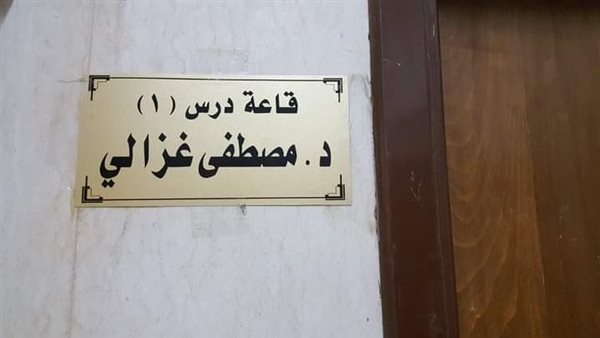 قاعة درس (١)
د. مصطفى غزالي